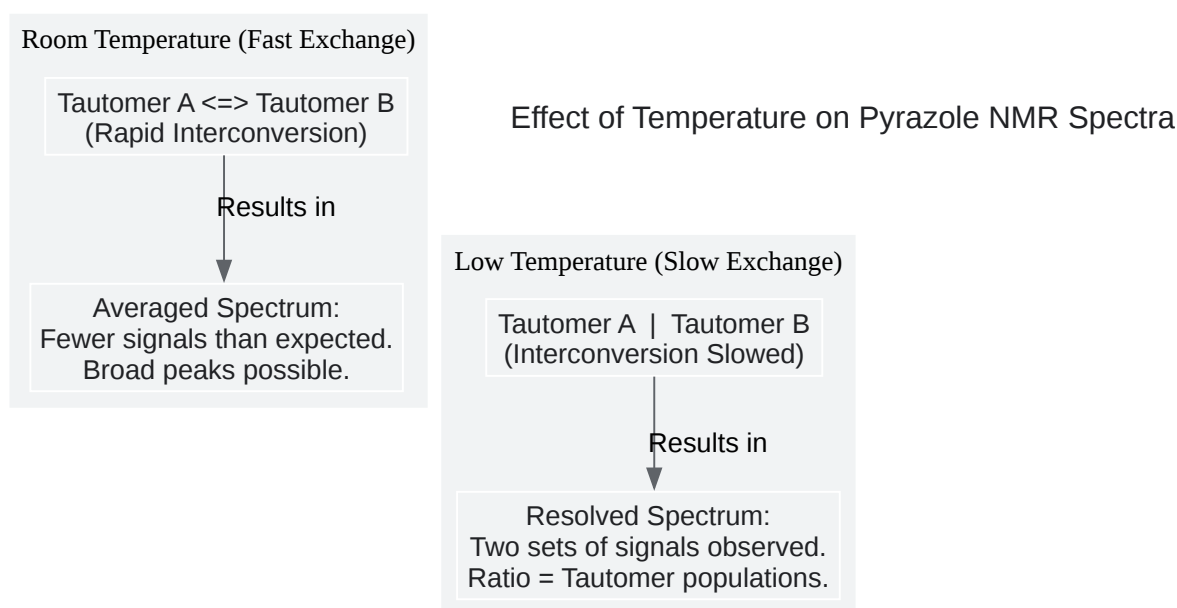 Room Temperature (Fast Exchange)
Tautomer A <=> Tautomer B
(Rapid Interconversion)
Results in
Averaged Spectrum:
Fewer signals than expected.
Broad peaks possible.
Effect of Temperature on Pyrazole NMR Spectra
Low Temperature (Slow Exchange)
Tautomer A | Tautomer B
(Interconversion Slowed)
Results in
Resolved Spectrum:
Two sets of signals observed.
Ratio = Tautomer populations.